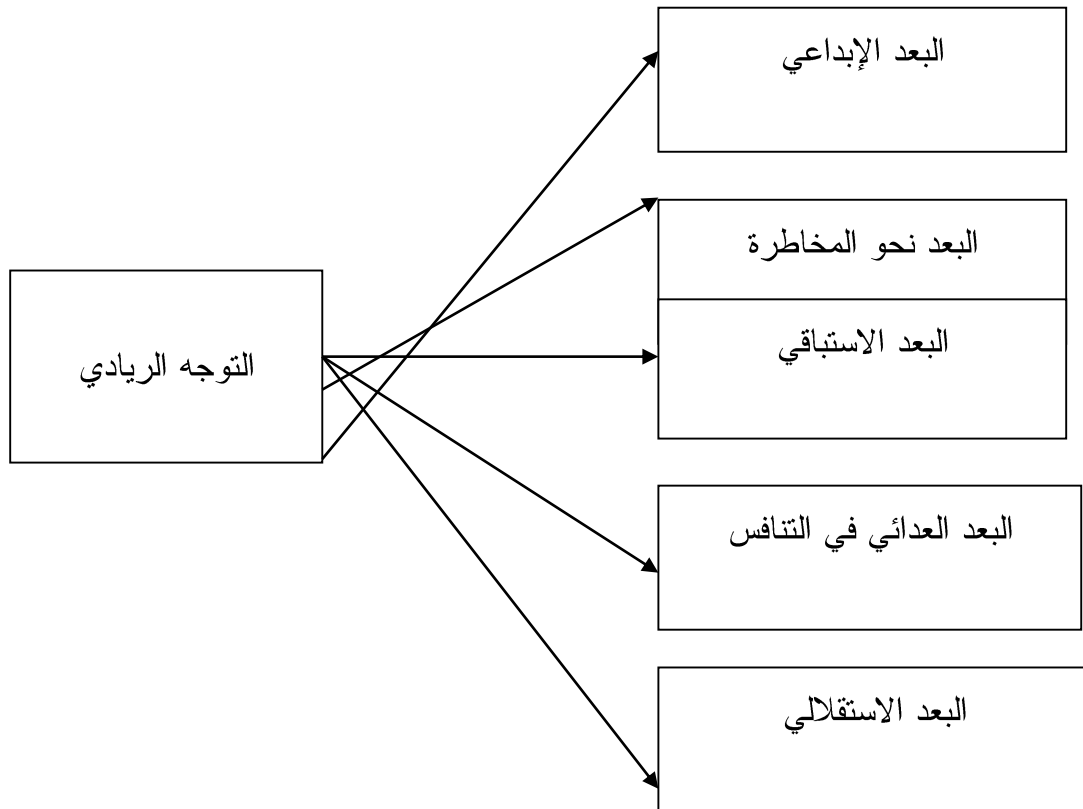 البعد الإبداعي
البعد نحو المخاطرة
البعد الاستباقي
التوجه الريادي
البعد العدائي في التنافس
البعد الاستقلالي